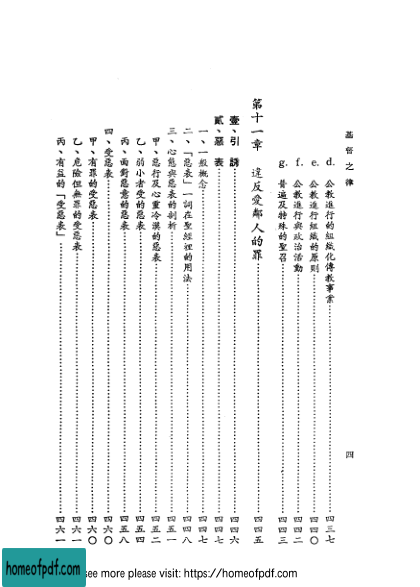 基督之律 四
d. 公教進行的組織化傳教事業…………四三七
e. 公教進行組織的原則…………四四〇
f. 公教進行與政治活動…………四四二
g. 普遍及特殊的聖召…………四四三
第十一章 違反愛鄰人的罪…………四四五
壹、引誘…………四四六
貳、惡表…………四四七
一、一般概念…………四四七
二、「惡表」一詞在聖經裡的用法…………四四八
三、心態與惡表的剖析…………四五一
甲、惡行及心靈冷漠的惡表…………四五二
乙、弱小者受的惡表…………四五四
丙、面對惡意的惡表…………四五八
四、受惡表…………四六〇
甲、有罪的受惡表…………四六〇
乙、危險但無罪的受惡表…………四六一
丙、有益的「受惡表」…………四六一
homeofpdf.com
see more please visit: https://homeofpdf.com